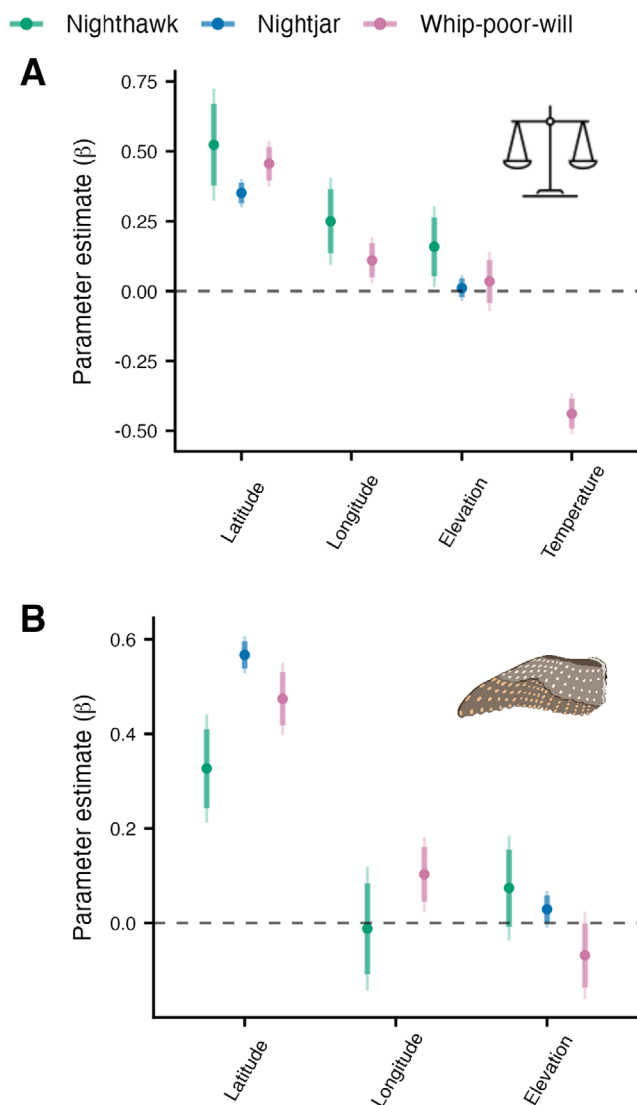 Nighthawk Nightjar Whip-poor-will
A
Parameter estimate (β)
0.75
0.50
0.25
0.00
-0.25
-0.50
Latitude
Longitude
Elevation
Temperature
B
Parameter estimate (β)
0.6
0.4
0.2
0.0
Latitude
Longitude
Elevation